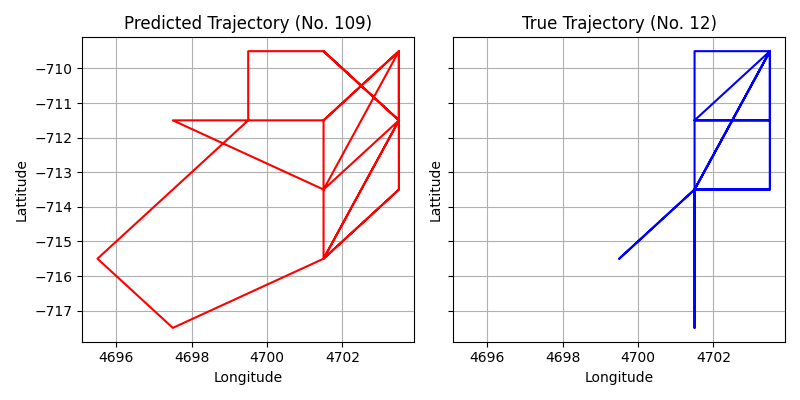 Predicted Trajectory (No. 109)
True Trajectory (No. 12)
Lattitude
−710
−711
−712
−713
−714
−715
−716
−717
4696
4698
4700
4702
Longitude
Lattitude
4696
4698
4700
4702
Longitude